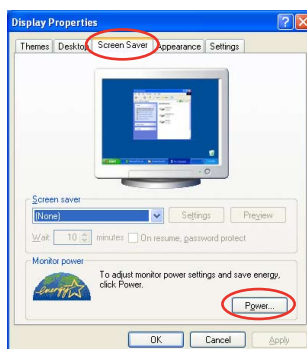 Display Properties
Themes Desktop Screen Saver Appearance Settings
Screen saver
(None) Settings Preview
Wait: 10 minutes On resume, password protect
Monitor power
To adjust monitor power settings and save energy,
click Power.
Power...
OK Cancel Apply